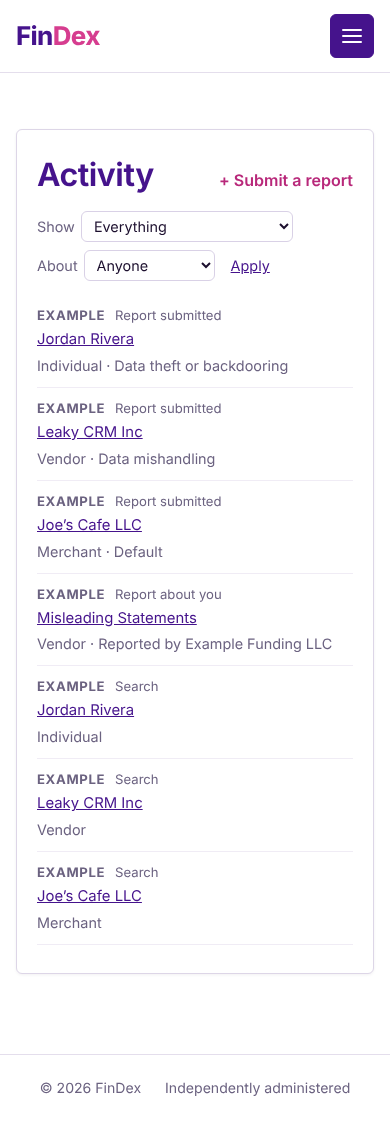 FinDex
Activity
+ Submit a report
Show Everything
About Anyone Apply
EXAMPLE Report submitted
Jordan Rivera
Individual · Data theft or backdooring
EXAMPLE Report submitted
Leaky CRM Inc
Vendor · Data mishandling
EXAMPLE Report submitted
Joe’s Cafe LLC
Merchant · Default
EXAMPLE Report about you
Misleading Statements
Vendor · Reported by Example Funding LLC
EXAMPLE Search
Jordan Rivera
Individual
EXAMPLE Search
Leaky CRM Inc
Vendor
EXAMPLE Search
Joe’s Cafe LLC
Merchant
© 2026 FinDex Independently administered